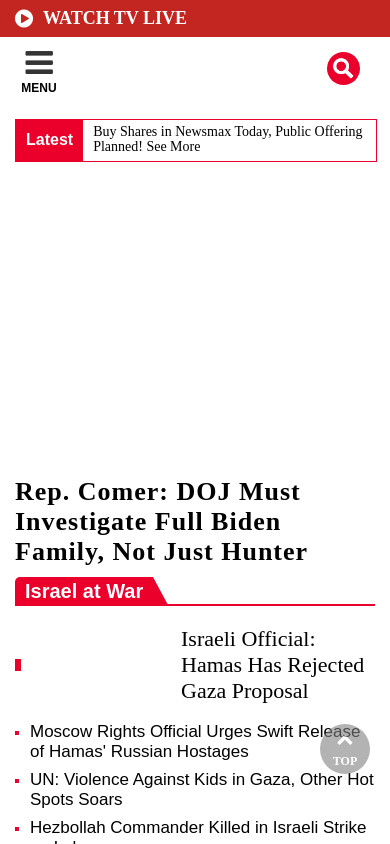 WATCH TV LIVE
MENU
Latest
Buy Shares in Newsmax Today, Public Offering
Planned! See More
Rep. Comer: DOJ Must
Investigate Full Biden
Family, Not Just Hunter
Israel at War
Israeli Official:
Hamas Has Rejected
Gaza Proposal
Moscow Rights Official Urges Swift Release
of Hamas' Russian Hostages
TOP
UN: Violence Against Kids in Gaza, Other Hot
Spots Soars
Hezbollah Commander Killed in Israeli Strike